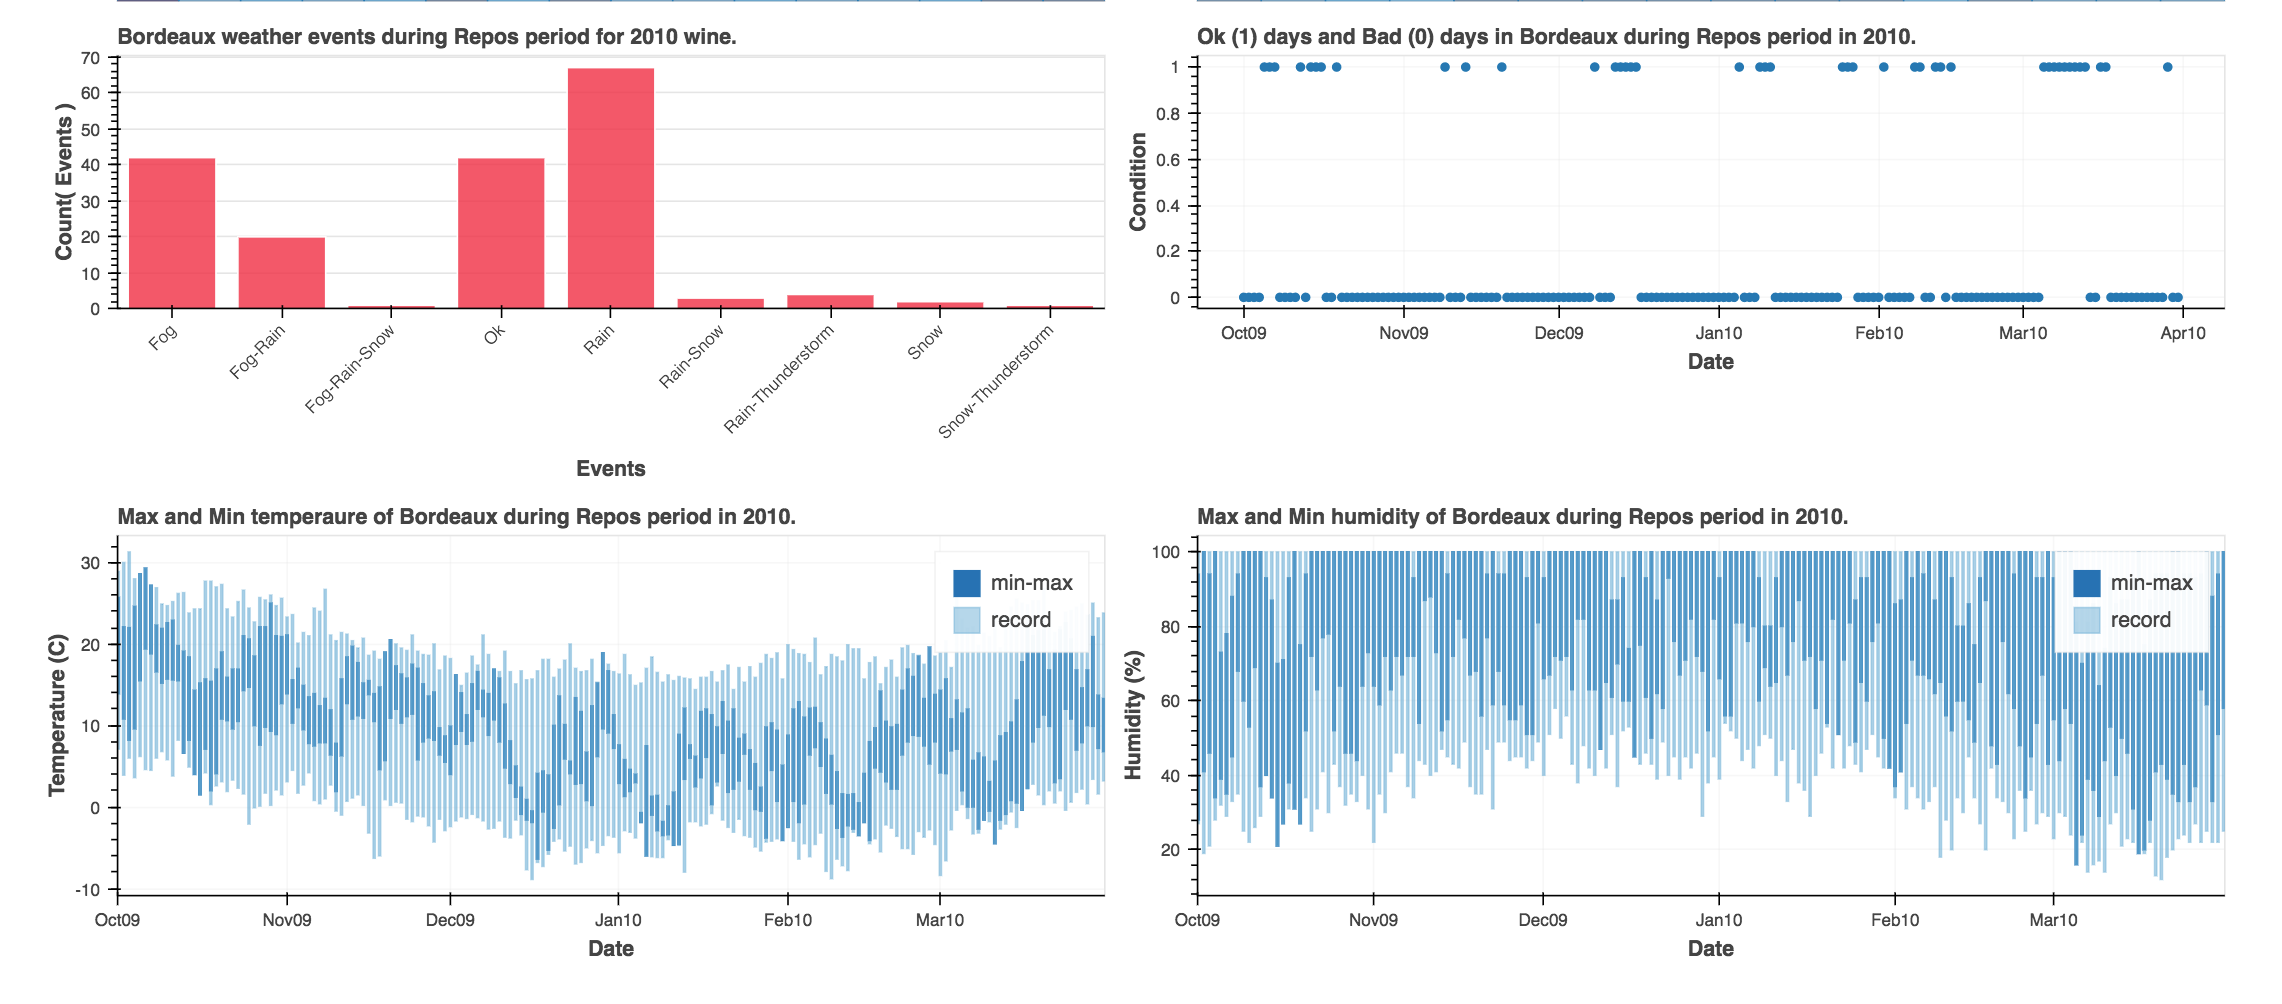 Bordeaux weather events during Repos period for 2010 wine.
70
60
50
40
30
20
10
0
Count( Events )
Fog
Fog-Rain
Fog-Rain-Snow
Ok
Rain
Rain-Snow
Rain-Thunderstorm
Snow
Snow-Thunderstorm
Events
Ok (1) days and Bad (0) days in Bordeaux during Repos period in 2010.
1
0.8
0.6
0.4
0.2
0
Condition
Oct09 Nov09 Dec09 Jan10 Feb10 Mar10 Apr10
Date
Max and Min temperaure of Bordeaux during Repos period in 2010.
30
20
10
0
-10
Temperature (C)
min-max
record
Oct09 Nov09 Dec09 Jan10 Feb10 Mar10
Date
Max and Min humidity of Bordeaux during Repos period in 2010.
100
80
60
40
20
Humidity (%)
min-max
record
Oct09 Nov09 Dec09 Jan10 Feb10 Mar10
Date